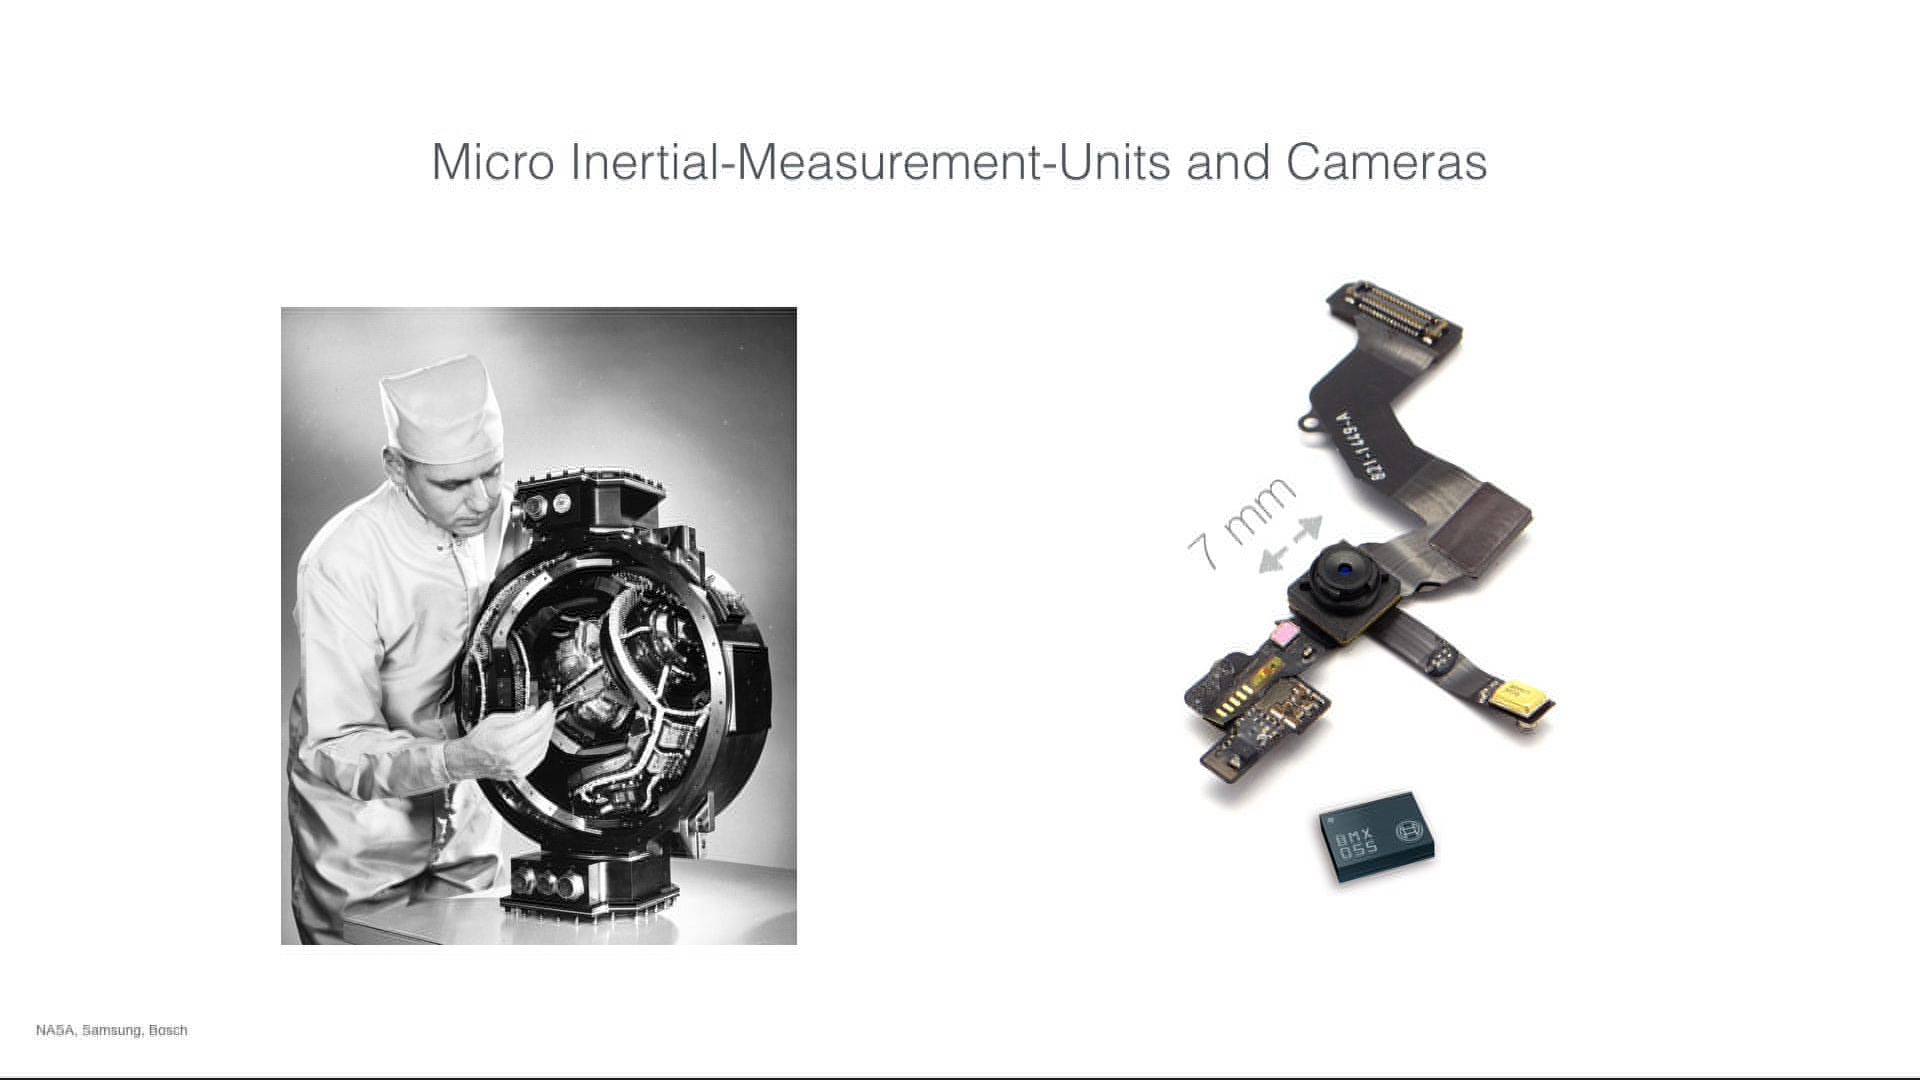 Micro Inertial-Measurement-Units and Cameras
821-1449-A
7 mm
BMX
055
NASA, Samsung, Bosch